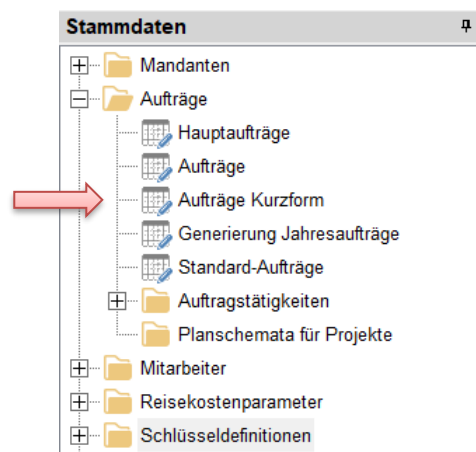 Stammdaten
Mandanten
Aufträge
Hauptaufträge
Aufträge
Aufträge Kurzform
Generierung Jahresaufträge
Standard-Aufträge
Auftragstätigkeiten
Planschemata für Projekte
Mitarbeiter
Reisekostenparameter
Schlüsseldefinitionen